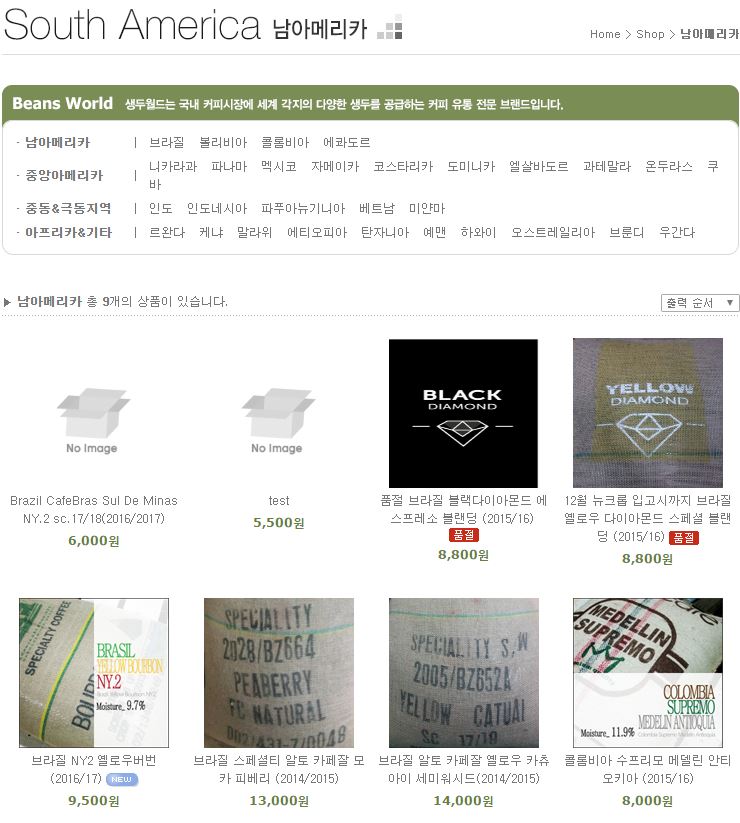 South America 남아메리카
Home > Shop > 남아메리카
Beans World 생두월드는 국내 커피시장에 세계 각지의 다양한 생두를 공급하는 커피 유통 전문 브랜드입니다.
· 남아메리카 | 브라질 볼리비아 콜롬비아 에콰도르
· 중앙아메리카 | 니카라과 파나마 멕시코 자메이카 코스타리카 도미니카 엘살바도르 과테말라 온두라스 쿠
바
· 중동&극동지역 | 인도 인도네시아 파푸아뉴기니아 베트남 미얀마
· 아프리카&기타 | 르완다 케냐 말라위 에티오피아 탄자니아 예맨 하와이 오스트레일리아 브룬디 우간다
남아메리카 총 9개의 상품이 있습니다.
출력 순서
No Image
Brazil CafeBras Sul De Minas
NY.2 sc.17/18(2016/2017)
6,000원
No Image
test
5,500원
BLACK
DIAMOND
품절 브라질 블랙다이아몬드 에
스프레소 블랜딩 (2015/16)
품절
8,800원
YELLOW
DIAMOND
12월 뉴크롭 입고시까지 브라질
옐로우 다이아몬드 스페셜 블랜
딩 (2015/16) 품절
8,800원
SPECIALTY COFFEE
BRASIL
YELLOW BOURBON
NY.2
Brazil Yellow Bourbon NY.2
Moisture_ 9.7%
브라질 NY2 옐로우버번
(2016/17) NEW
9,500원
SPECIALITY
2028/BZ664
PEABERRY
FC NATURAL
002/431-7/0048
브라질 스페셜티 알토 카페잘 모
카 피베리 (2014/2015)
13,000원
SPECIALITY S,W
2005/BZ652A
YELLOW CATUAI
SC 17/18
브라질 알토 카페잘 옐로우 카츄
아이 세미워시드(2014/2015)
14,000원
MEDELLIN
SUPREMO
COLOMBIA
SUPREMO
MEDELIN ANTIOQUIA
Colombia Supremo Medelin Antioquia
Moisture_ 11.9%
콜롬비아 수프리모 메델린 안티
오키아 (2015/16)
8,000원